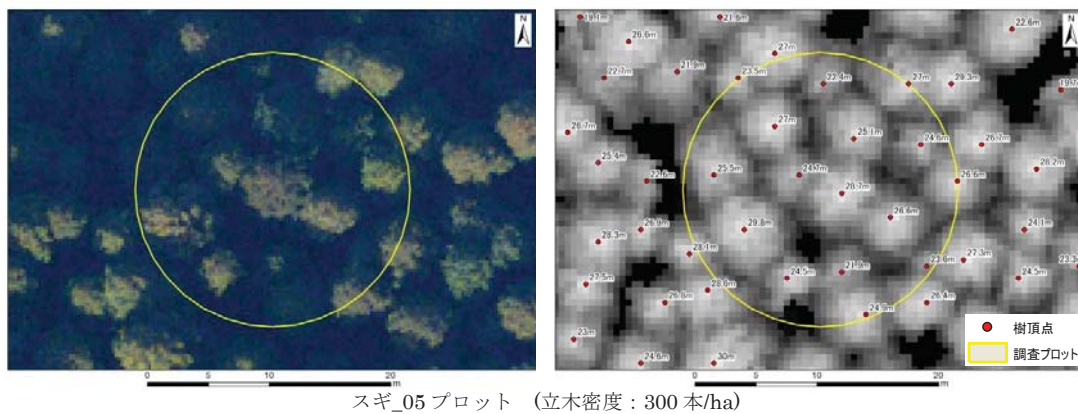 N
N
19.1m 21.6m 22.6m
26.6m
27m
22.7m 21.9m 23.5m 22.4m 27m 29.3m 19.7m
26.7m 27m 25.1m 24.6m 26.7m
25.4m 28.2m
22.6m 25.5m 24.7m 26.6m
28.7m
26.6m
28.3m 26.9m 29.8m 24.1m
28.1m 27.3m
27.5m 24.5m 21.9m 23.6m 24.5m 23.3
26.8m 28.6m 26.4m
24.9m
23m
24.6m 30m
樹頂点
調査プロット
0 5 10 20
m
0 5 10 20
m
スギ_05 プロット (立木密度:300 本/ha)